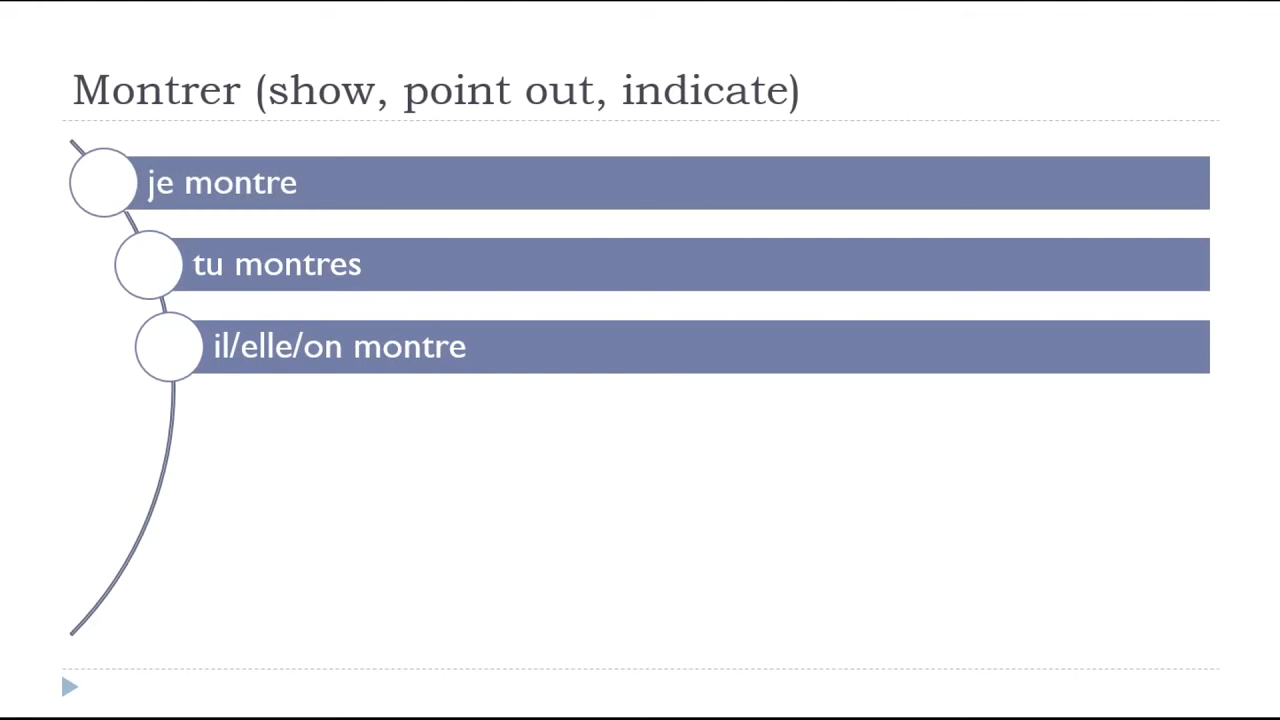 Montrer (show, point out, indicate)
je montre
tu montres
il/elle/on montre